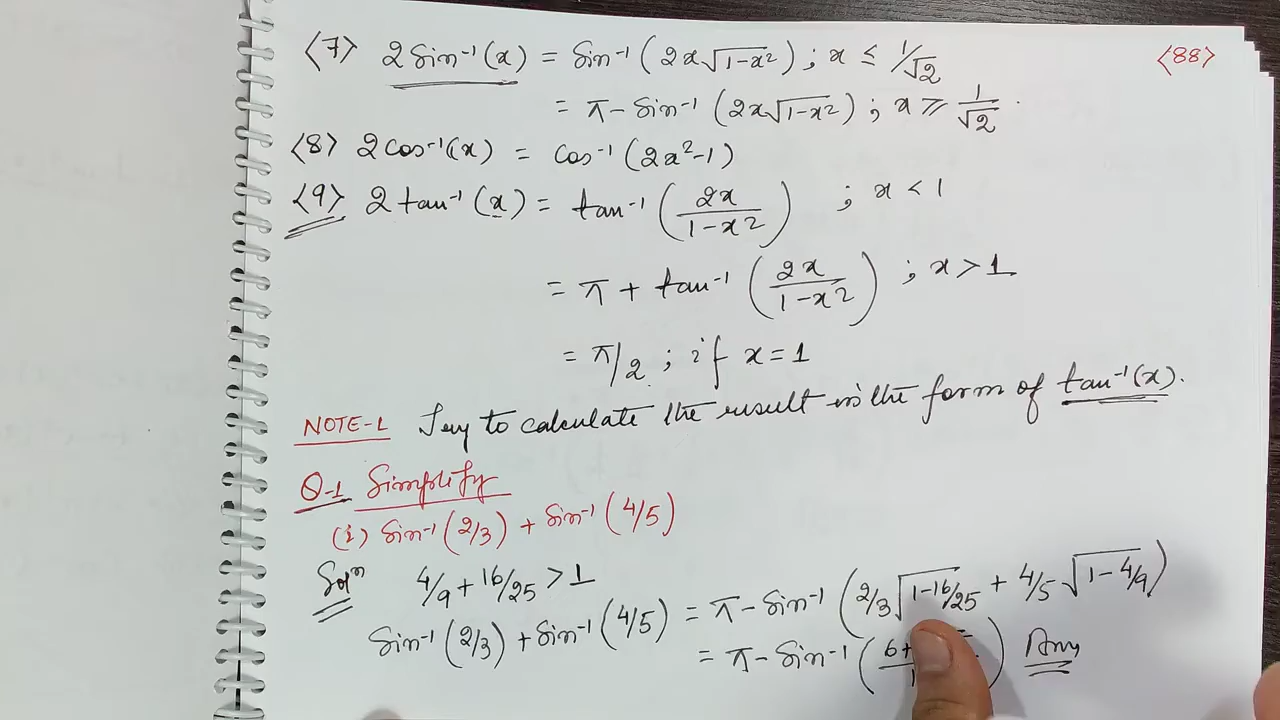 <7> 2 Sin⁻¹(x) = Sin⁻¹(2x√1-x²) ; x ≤ 1/√2
<88>
= π - Sin⁻¹(2x√1-x²) ; x ≥ 1/√2
<8> 2cos⁻¹(x) = cos⁻¹(2x²-1)
<9> 2 tan⁻¹(x) = tan⁻¹(2x/1-x²) ; x < 1
= π + tan⁻¹(2x/1-x²) ; x > 1
= π/2 ; if x = 1
NOTE-1 Try to calculate the result in the form of tan⁻¹(x).
Q-1 Simplify
(i) Sin⁻¹(2/3) + Sin⁻¹(4/5)
Solⁿ 4/9 + 16/25 > 1
Sin⁻¹(2/3) + Sin⁻¹(4/5) = π - Sin⁻¹(2/3√1-16/25 + 4/5√1-4/9)
= π - Sin⁻¹(6+ ) Ans